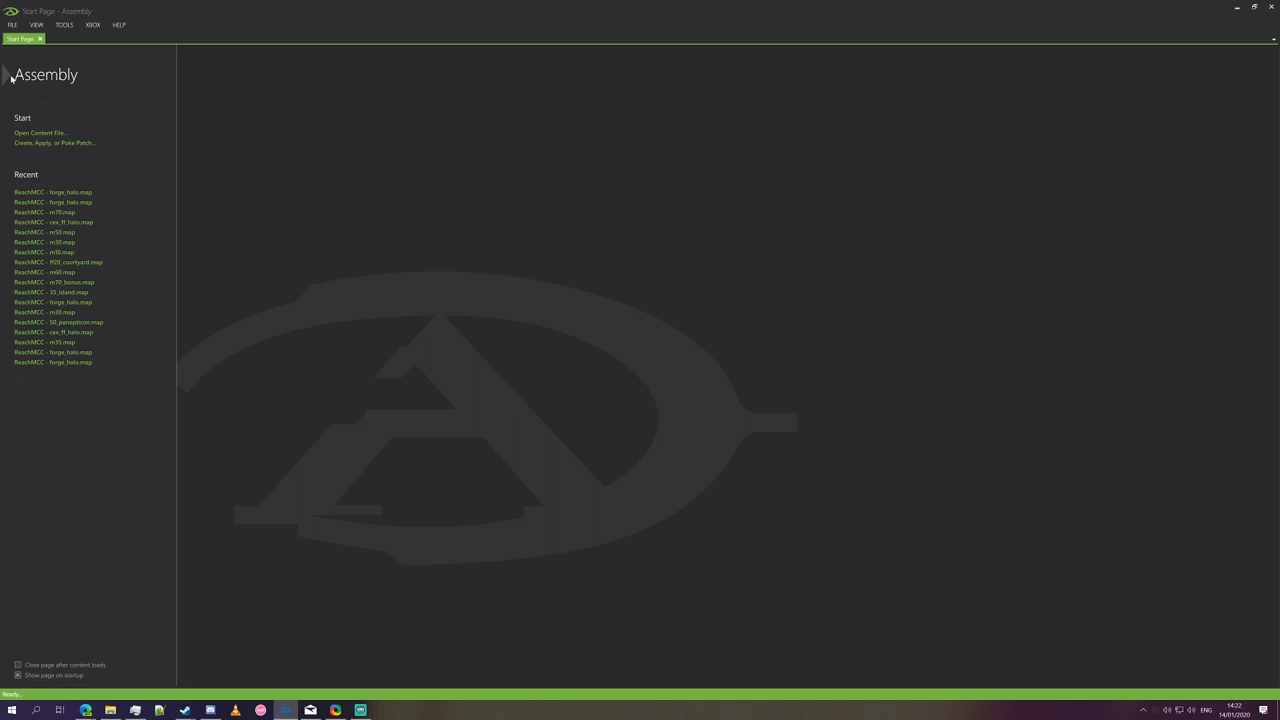 Start Page - Assembly
FILE VIEW TOOLS XBOX HELP
Start Page
Assembly
Start
Open Content File...
Create, Apply, or Poke Patch...
Recent
ReachMCC - forge_halo.map
ReachMCC - forge_halo.map
ReachMCC - m70.map
ReachMCC - cex_ff_halo.map
ReachMCC - m50.map
ReachMCC - m30.map
ReachMCC - m10.map
ReachMCC - ff20_courtyard.map
ReachMCC - m60.map
ReachMCC - m70_bonus.map
ReachMCC - 35_island.map
ReachMCC - forge_halo.map
ReachMCC - m30.map
ReachMCC - 50_panopticon.map
ReachMCC - cex_ff_halo.map
ReachMCC - m35.map
ReachMCC - forge_halo.map
ReachMCC - forge_halo.map
Close page after content loads
Show page on startup
Ready...
ENG
14:22
14/01/2020